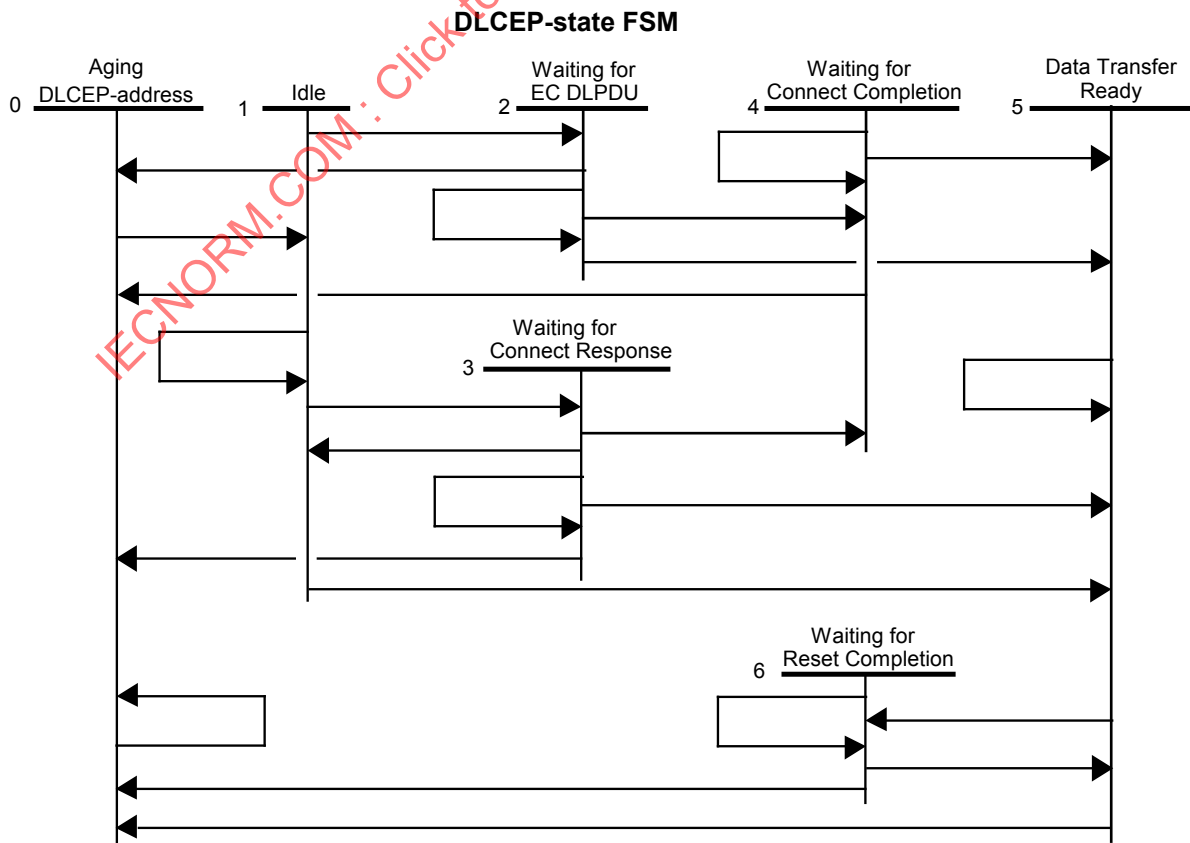 DLCEP-state FSM
Aging
DLCEP-address
0
Idle
1
Waiting for
EC DLPDU
2
Waiting for
Connect Completion
4
Data Transfer
Ready
5
Waiting for
Connect Response
3
Waiting for
Reset Completion
6
IECNORM.COM : Click to